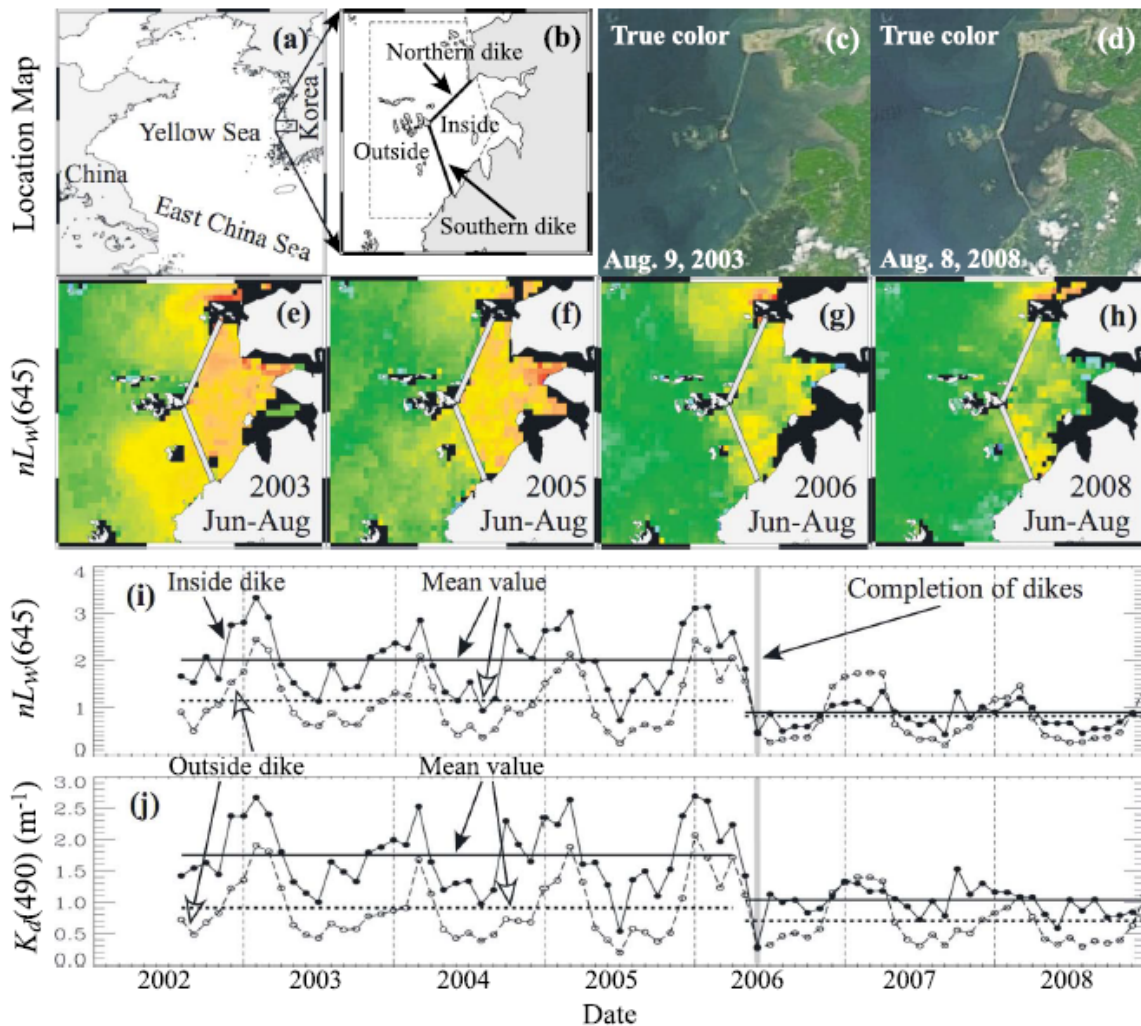 Location Map
(a)
Korea
Yellow Sea
China
East China Sea
(b)
Northern dike
Inside
Outside
Southern dike
True color
(c)
Aug. 9, 2003
True color
(d)
Aug. 8, 2008
nLw(645)
(e)
2003
Jun-Aug
(f)
2005
Jun-Aug
(g)
2006
Jun-Aug
(h)
2008
Jun-Aug
nLw(645)
4
3
2
1
0
(i)
Inside dike
Mean value
Completion of dikes
Kd(490) (m-1)
3.0
2.5
2.0
1.5
1.0
0.5
0.0
(j)
Outside dike
Mean value
2002
2003
2004
2005
2006
2007
2008
Date